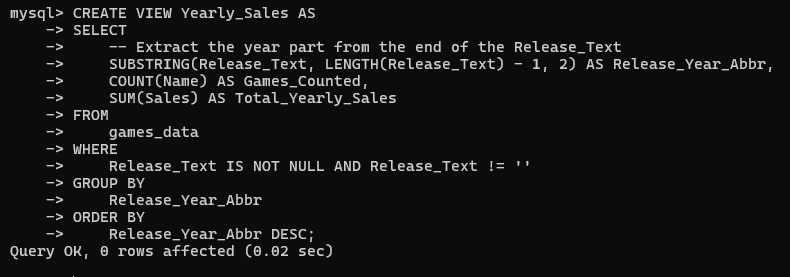 mysql> CREATE VIEW Yearly_Sales AS
    -> SELECT
    ->     -- Extract the year part from the end of the Release_Text
    ->     SUBSTRING(Release_Text, LENGTH(Release_Text) - 1, 2) AS Release_Year_Abbr,
    ->     COUNT(Name) AS Games_Counted,
    ->     SUM(Sales) AS Total_Yearly_Sales
    -> FROM
    ->     games_data
    -> WHERE
    ->     Release_Text IS NOT NULL AND Release_Text != ''
    -> GROUP BY
    ->     Release_Year_Abbr
    -> ORDER BY
    ->     Release_Year_Abbr DESC;
Query OK, 0 rows affected (0.02 sec)